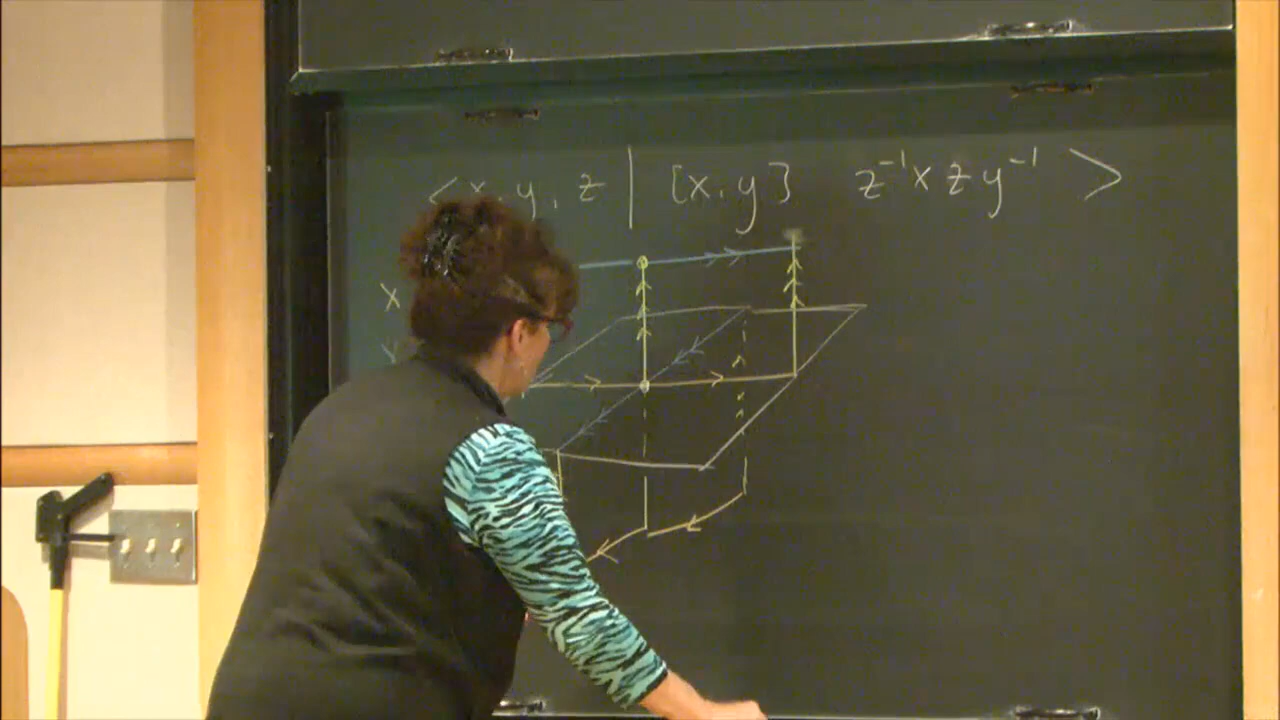 < x, y, z | [x, y] z⁻¹ x z y⁻¹ >
x
y